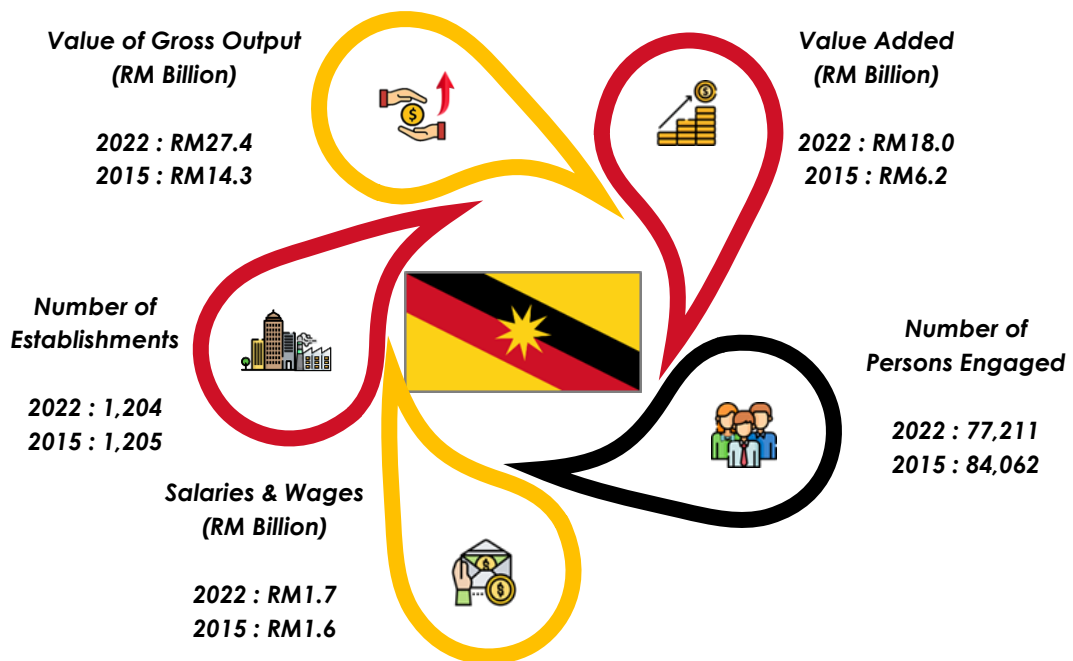 Value of Gross Output
(RM Billion)
2022 : RM27.4
2015 : RM14.3
Value Added
(RM Billion)
2022 : RM18.0
2015 : RM6.2
Number of
Establishments
2022 : 1,204
2015 : 1,205
Number of
Persons Engaged
2022 : 77,211
2015 : 84,062
Salaries & Wages
(RM Billion)
2022 : RM1.7
2015 : RM1.6